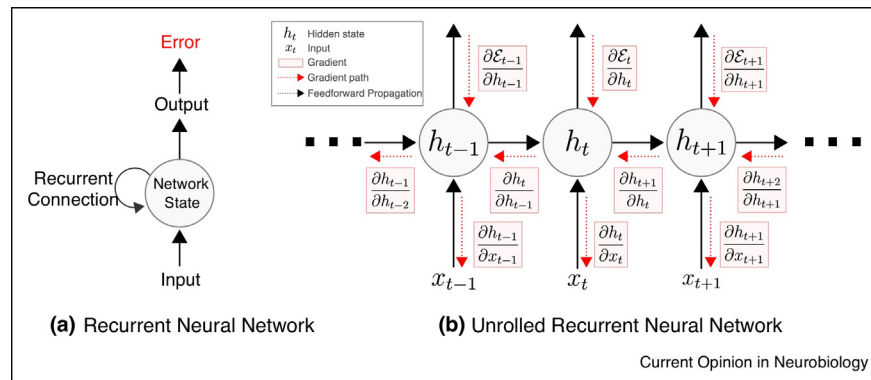 Error
Output
Recurrent
Connection
Network
State
Input
(a) Recurrent Neural Network
h_t Hidden state
x_t Input
Gradient
Gradient path
Feedforward Propagation
∂ℰ_{t−1}/∂h_{t−1}
∂ℰ_t/∂h_t
∂ℰ_{t+1}/∂h_{t+1}
h_{t−1}
h_t
h_{t+1}
∂h_{t−1}/∂h_{t−2}
∂h_t/∂h_{t−1}
∂h_{t+1}/∂h_t
∂h_{t+2}/∂h_{t+1}
∂h_{t−1}/∂x_{t−1}
∂h_t/∂x_t
∂h_{t+1}/∂x_{t+1}
x_{t−1}
x_t
x_{t+1}
(b) Unrolled Recurrent Neural Network
Current Opinion in Neurobiology